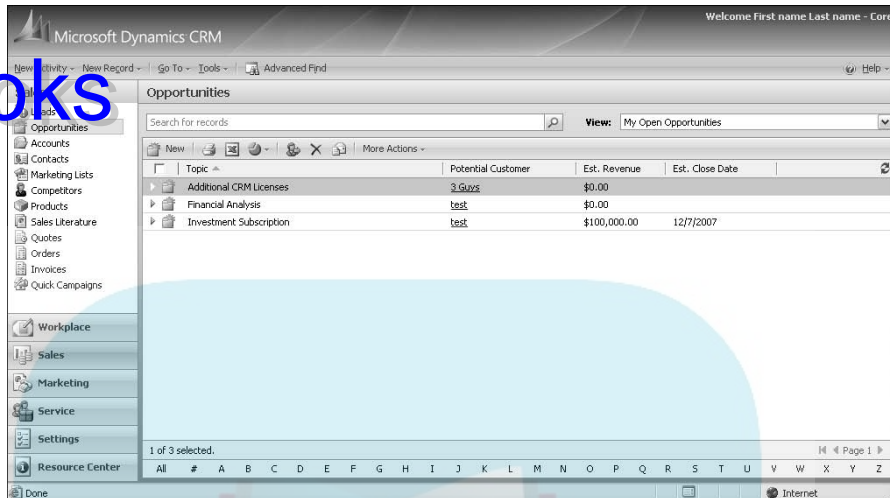 Welcome First name Last name - Core
Microsoft Dynamics CRM
New Activity New Record Go To Tools Advanced Find Help
oks
Opportunities
Leads
Opportunities
Accounts
Contacts
Marketing Lists
Competitors
Products
Sales Literature
Quotes
Orders
Invoices
Quick Campaigns
Workplace
Sales
Marketing
Service
Settings
Resource Center
Search for records View: My Open Opportunities
New More Actions
Topic Potential Customer Est. Revenue Est. Close Date
Additional CRM Licenses 3 Guys $0.00
Financial Analysis test $0.00
Investment Subscription test $100,000.00 12/7/2007
1 of 3 selected. Page 1
All # A B C D E F G H I J K L M N O P Q R S T U V W X Y Z
Done Internet